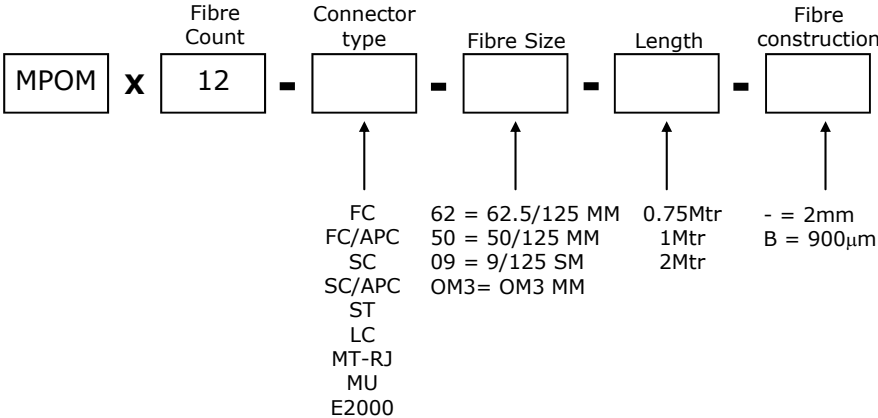 Fibre Count
Connector type
Fibre Size
Length
Fibre construction
MPOM x 12 - - - -
FC
FC/APC
SC
SC/APC
ST
LC
MT-RJ
MU
E2000
62 = 62.5/125 MM
50 = 50/125 MM
09 = 9/125 SM
OM3= OM3 MM
0.75Mtr
1Mtr
2Mtr
- = 2mm
B = 900µm